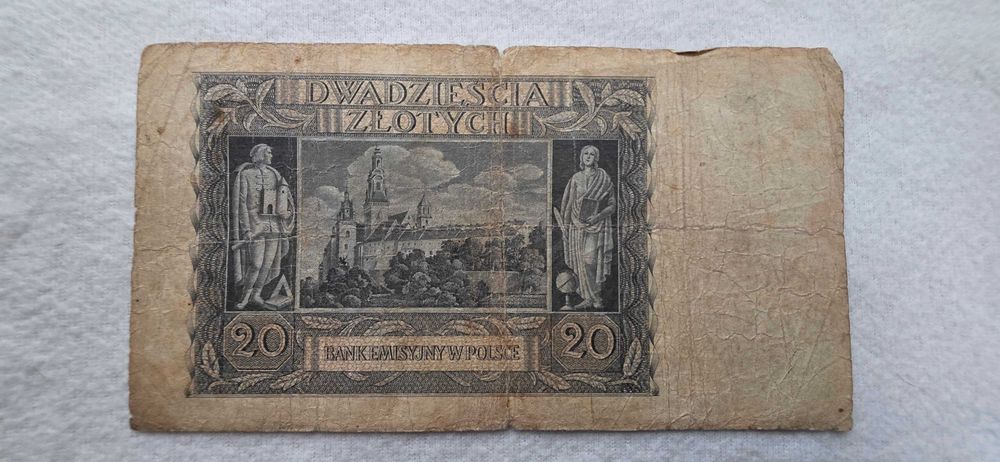 DWADZIEŚCIA
ZŁOTYCH
20 20
BANK EMISYJNY W POLSCE